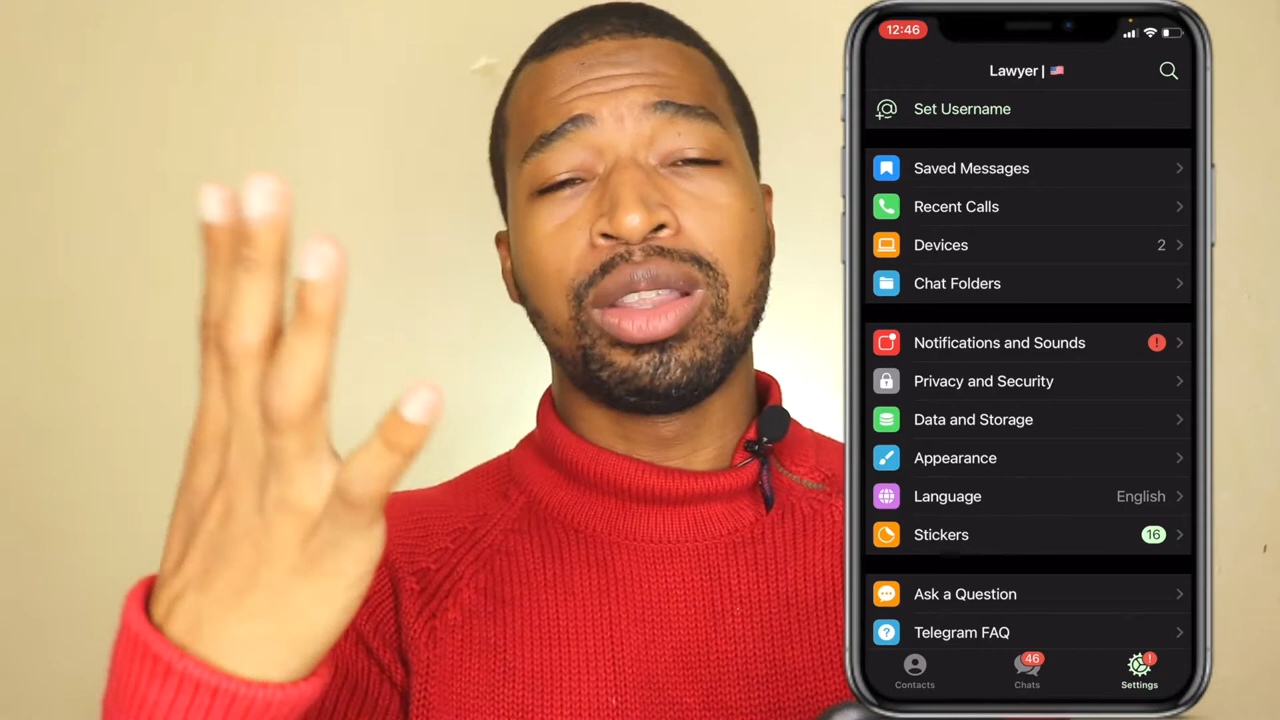 12:46
Lawyer | 🇺🇸
Set Username
Saved Messages
Recent Calls
Devices 2
Chat Folders
Notifications and Sounds !
Privacy and Security
Data and Storage
Appearance
Language English
Stickers 16
Ask a Question
Telegram FAQ
46 !
Contacts Chats Settings